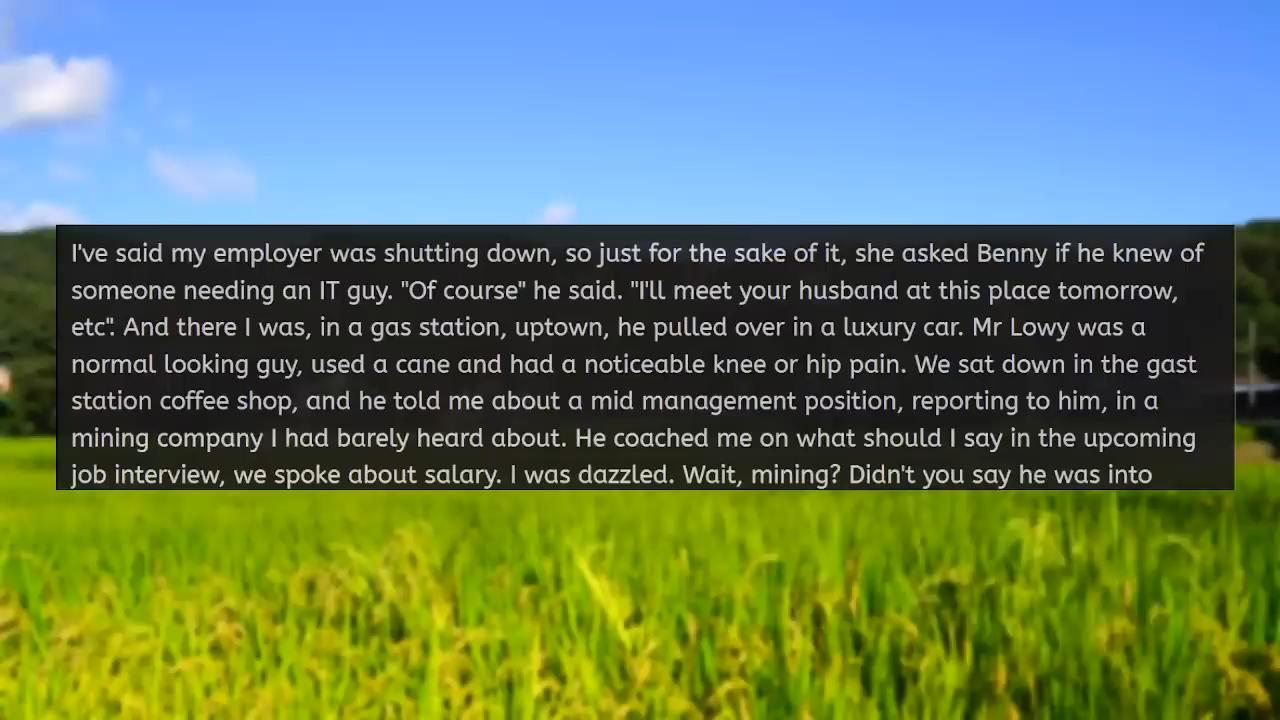 I've said my employer was shutting down, so just for the sake of it, she asked Benny if he knew of
someone needing an IT guy. "Of course" he said. "I'll meet your husband at this place tomorrow,
etc". And there I was, in a gas station, uptown, he pulled over in a luxury car. Mr Lowy was a
normal looking guy, used a cane and had a noticeable knee or hip pain. We sat down in the gast
station coffee shop, and he told me about a mid management position, reporting to him, in a
mining company I had barely heard about. He coached me on what should I say in the upcoming
job interview, we spoke about salary. I was dazzled. Wait, mining? Didn't you say he was into